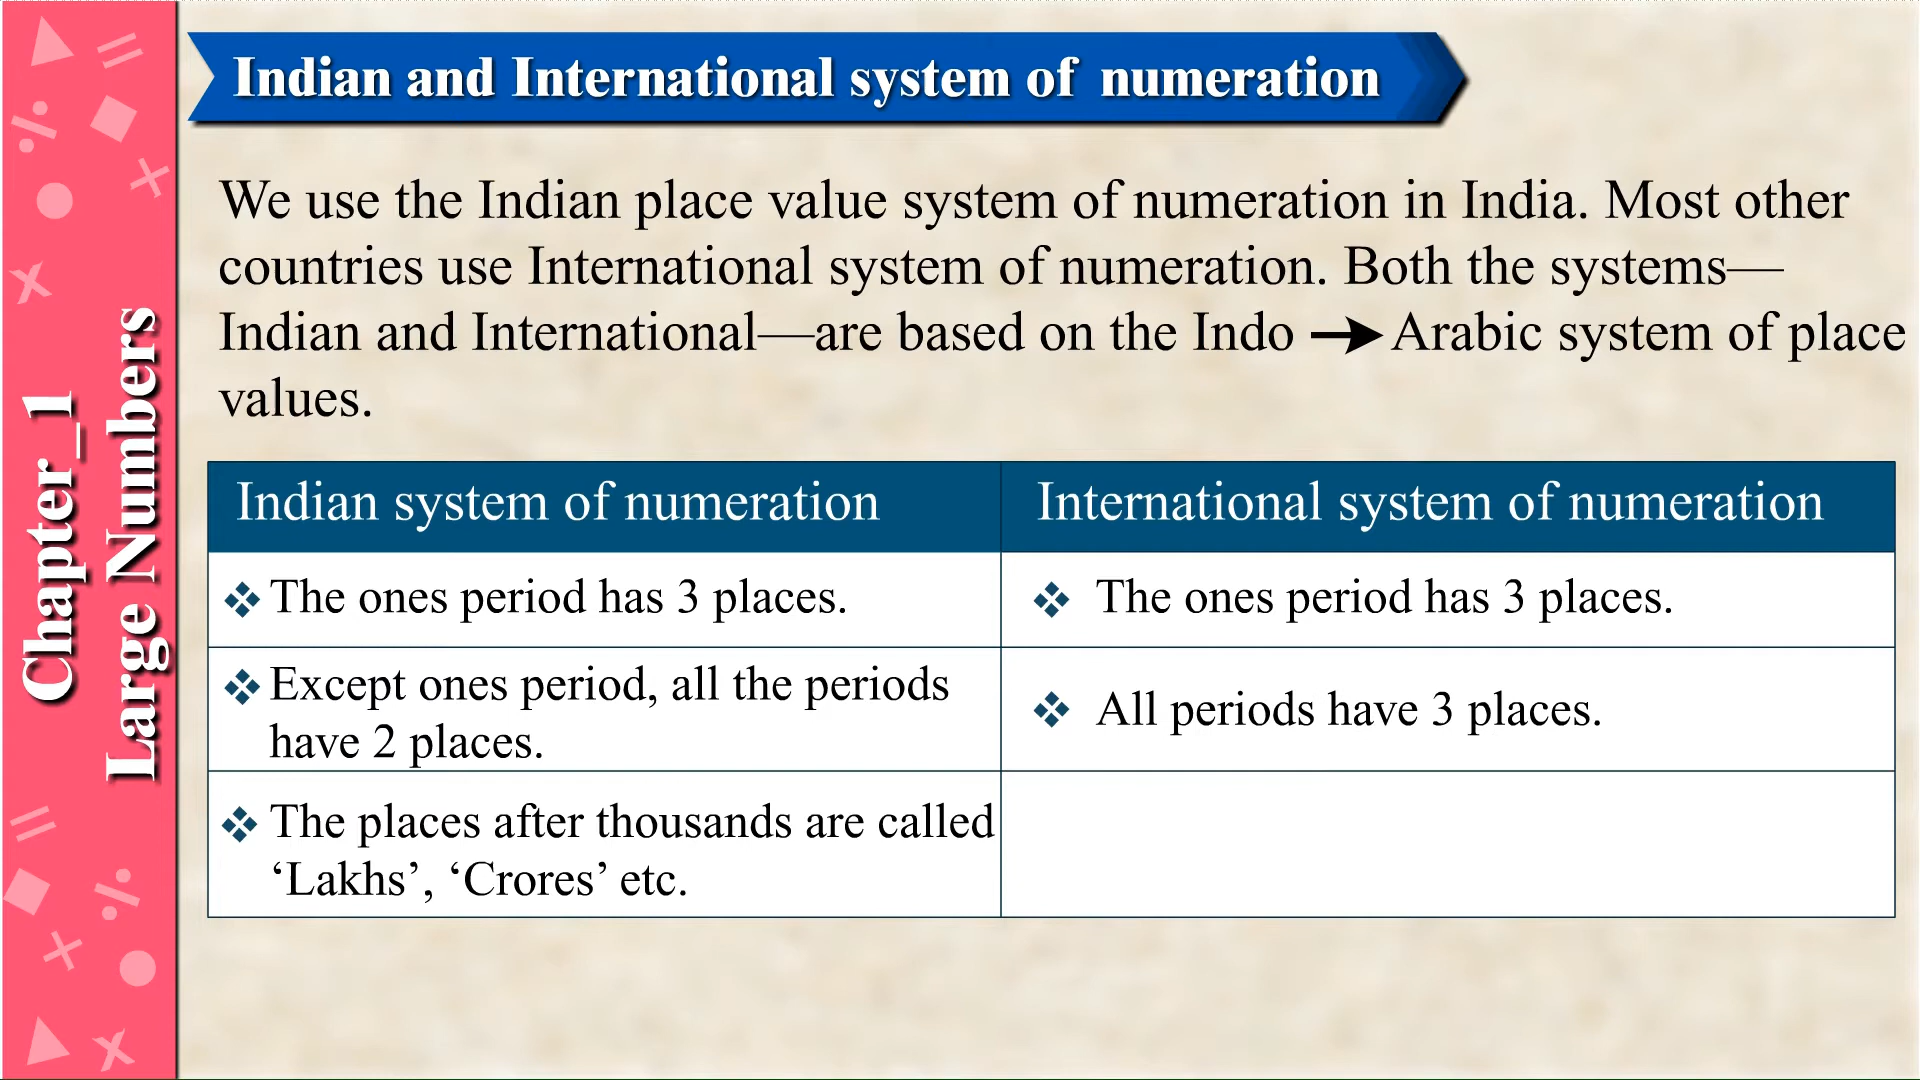 Chapter_1
Large Numbers
Indian and International system of numeration
We use the Indian place value system of numeration in India. Most other
countries use International system of numeration. Both the systems—
Indian and International—are based on the Indo → Arabic system of place
values.
Indian system of numeration
International system of numeration
❖ The ones period has 3 places.
❖ The ones period has 3 places.
❖ Except ones period, all the periods
have 2 places.
❖ All periods have 3 places.
❖ The places after thousands are called
‘Lakhs’, ‘Crores’ etc.